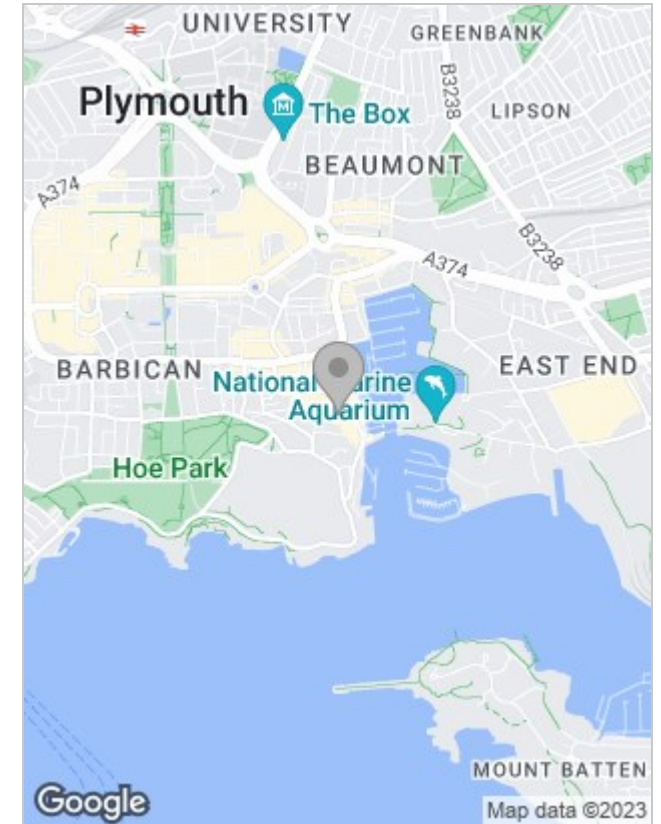 UNIVERSITY
GREENBANK
B3238
Plymouth
The Box
LIPSON
BEAUMONT
A374
B3238
A374
BARBICAN
National Marine
Aquarium
EAST END
Hoe Park
MOUNT BATTEN
Google
Map data ©2023